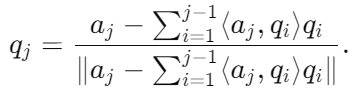 $$q_j = \frac{a_j - \sum_{i=1}^{j-1} \langle a_j, q_i \rangle q_i}{\| a_j - \sum_{i=1}^{j-1} \langle a_j, q_i \rangle q_i \|}.$$